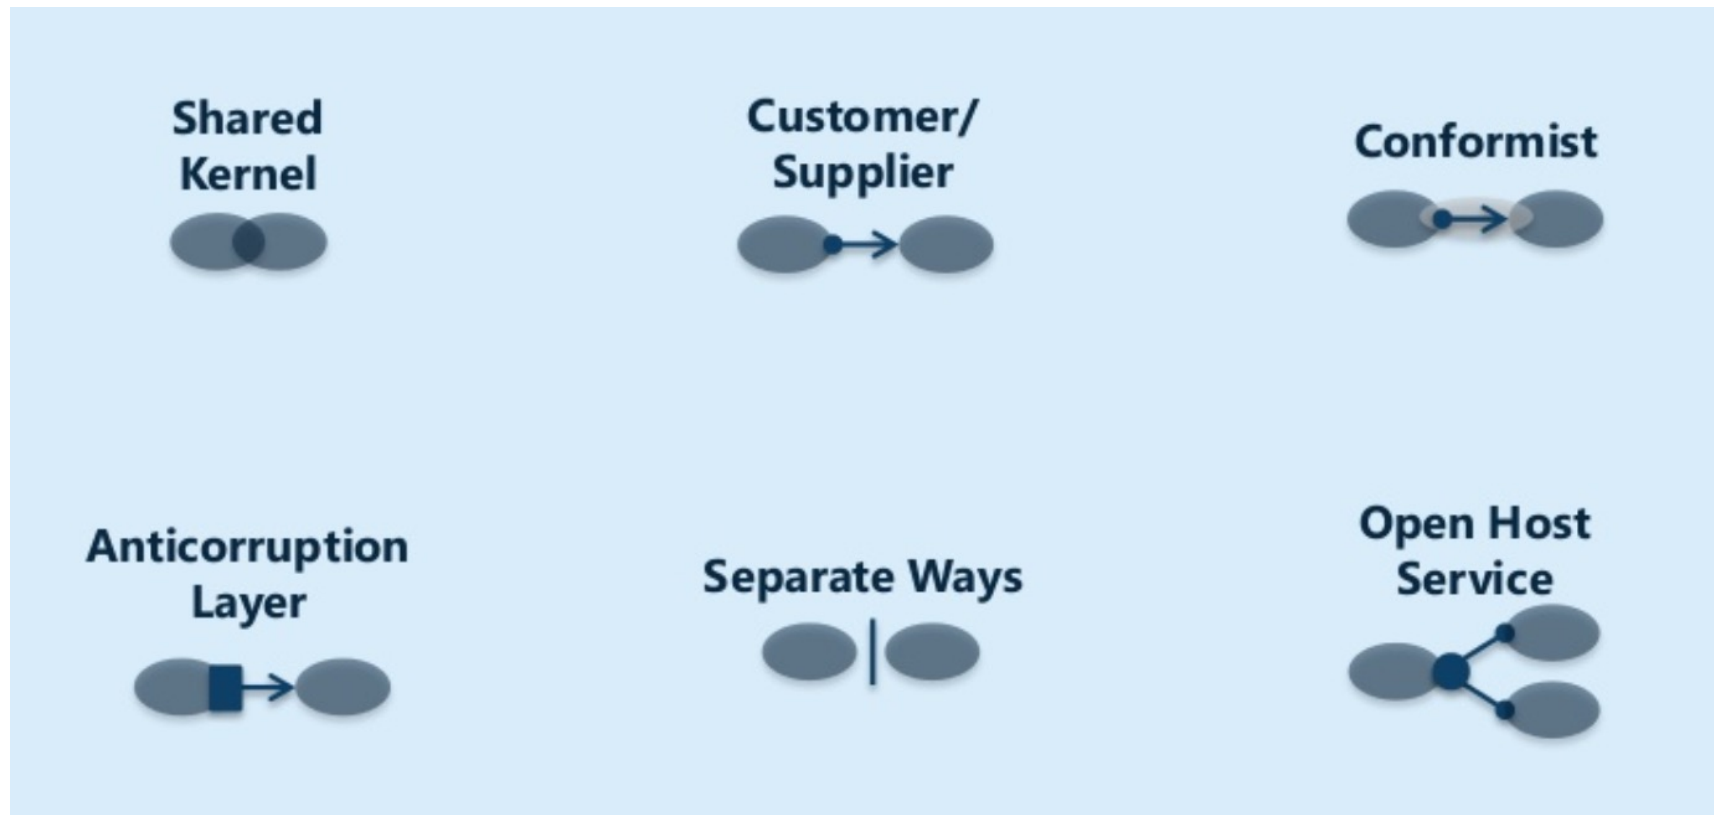 Shared
Kernel
Customer/
Supplier
Conformist
Anticorruption
Layer
Separate Ways
Open Host
Service